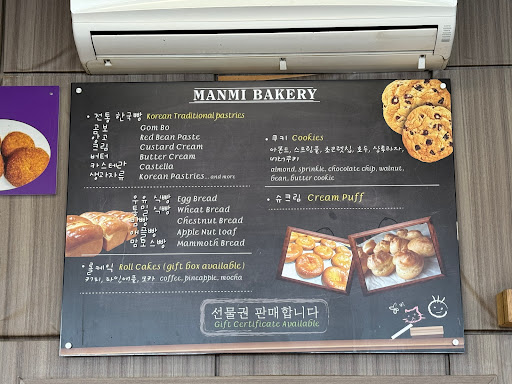 MANMI BAKERY
• 전통 한국빵 Korean Traditional pastries
곰보 Gom Bo
앙고 Red Bean Paste
크림 Custard Cream
버터 Butter Cream
카스테라 Castella
생과자류 Korean Pastries.. and more
우유 식빵 Egg Bread
통밀 식빵 Wheat Bread
밤 Chestnut Bread
애플 Apple Nut loaf
맘모스빵 Mammoth Bread
• 롤케익 Roll Cakes (gift box available)
커피, 파인애플, 모카 coffee, pineapple, mocha
• 쿠키 Cookies
아몬드, 스프링클, 초코렛칩, 호두,
버터쿠키
almond, sprinkle, chocolate chip, walnut,
bean, butter cookie
• 슈크림 Cream Puff
선물권 판매합니다
Gift Certificate Available